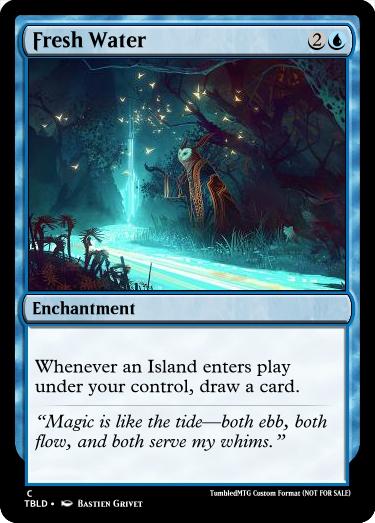 Fresh Water 2
Enchantment
Whenever an Island enters play
under your control, draw a card.
“Magic is like the tide—both ebb, both
flow, and both serve my whims.”
C
TBLD • Bastien Grivet
TumbledMTG Custom Format (NOT FOR SALE)